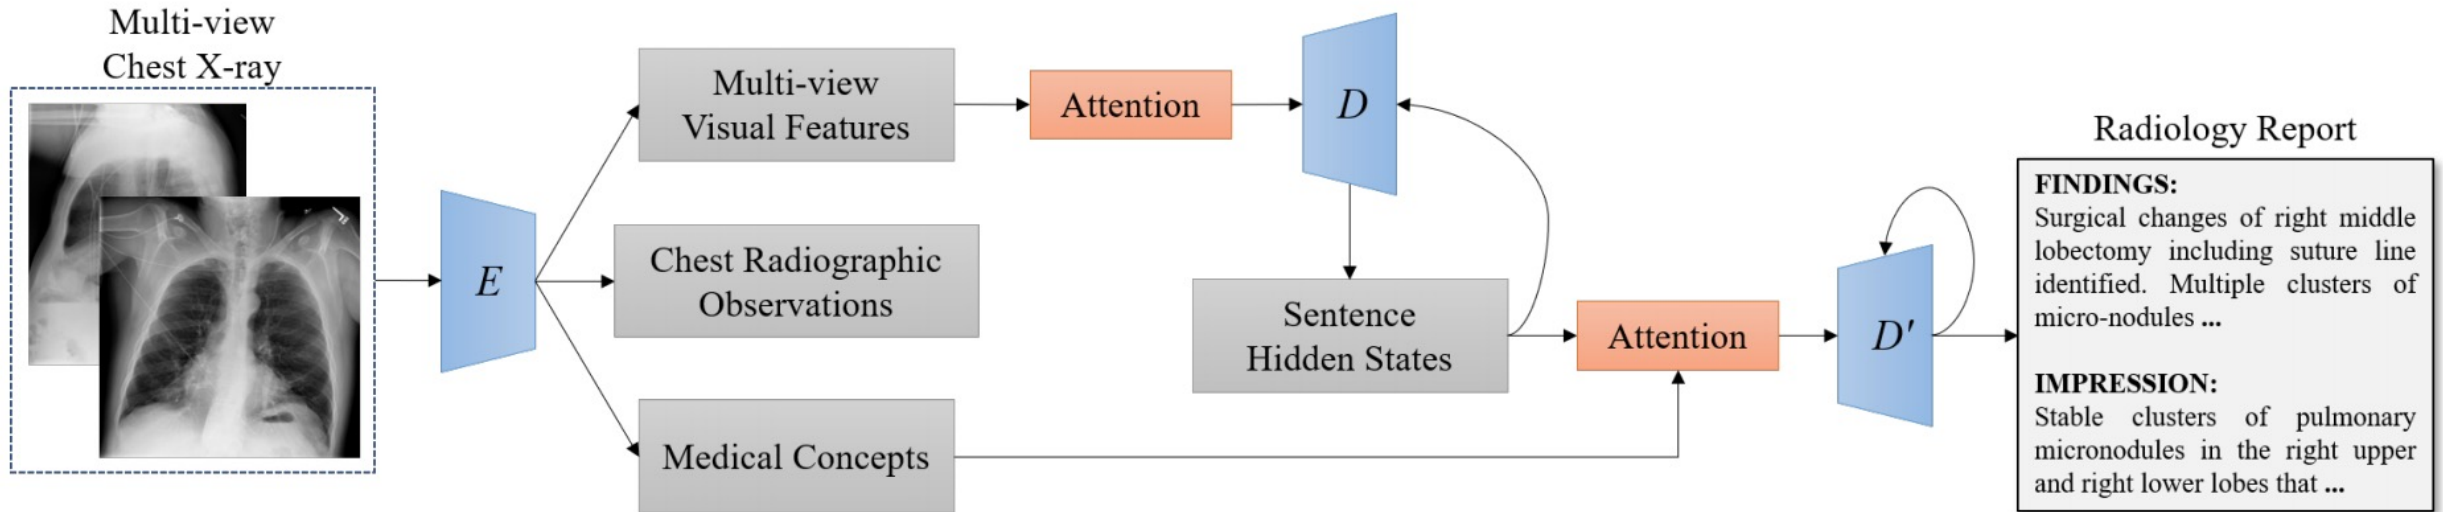 Multi-view
Chest X-ray
E
Multi-view
Visual Features
Chest Radiographic
Observations
Medical Concepts
Attention
D
Sentence
Hidden States
Attention
D′
Radiology Report
FINDINGS:
Surgical changes of right middle
lobectomy including suture line
identified. Multiple clusters of
micro-nodules ...
IMPRESSION:
Stable clusters of pulmonary
micronodules in the right upper
and right lower lobes that ...